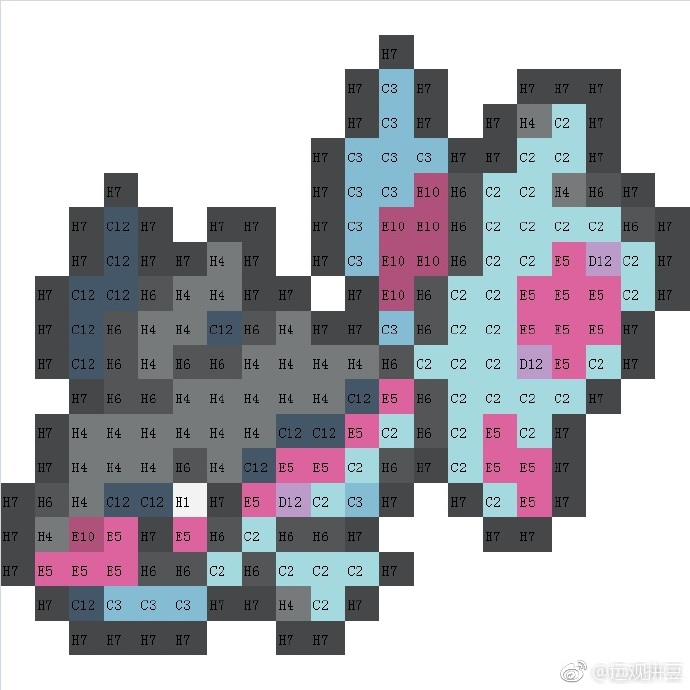 H7
H7 C3 H7 H7 H7 H7
H7 C3 H7 H7 H4 C2 H7
H7 C3 C3 C3 H7 H7 C2 C2 H7
H7 H7 C3 C3 E10 H6 C2 C2 H4 H6 H7
H7 C12 H7 H7 H7 H7 C3 E10 E10 H6 C2 C2 C2 C2 H6 H7
H7 C12 H7 H7 H4 H7 H7 C3 E10 E10 H6 C2 C2 E5 D12 C2 H7
H7 C12 C12 H6 H4 H4 H7 H7 H7 E10 H6 C2 C2 E5 E5 E5 C2 H7
H7 C12 H6 H4 H4 C12 H6 H4 H7 H7 C3 H6 C2 C2 E5 E5 E5 H7
H7 C12 H6 H4 H6 H6 H4 H4 H4 H4 H6 C2 C2 C2 D12 E5 C2 H7
H7 H6 H6 H4 H4 H4 H4 H4 C12 E5 H6 C2 C2 C2 C2 H7
H7 H4 H4 H4 H4 H4 H4 C12 C12 E5 C2 H6 C2 E5 C2 H7
H7 H4 H4 H4 H6 H4 C12 E5 E5 C2 H6 H7 C2 E5 E5 H7
H7 H6 H4 C12 C12 H1 H7 E5 D12 C2 C3 H7 H7 C2 E5 H7
H7 H4 E10 E5 H7 E5 H6 C2 H6 H6 H7 H7 H7
H7 E5 E5 E5 H6 H6 C2 H6 C2 C2 C2 H7
H7 C12 C3 C3 C3 H7 H7 H4 C2 H7
H7 H7 H7 H7 H7 H7
@远观拼豆